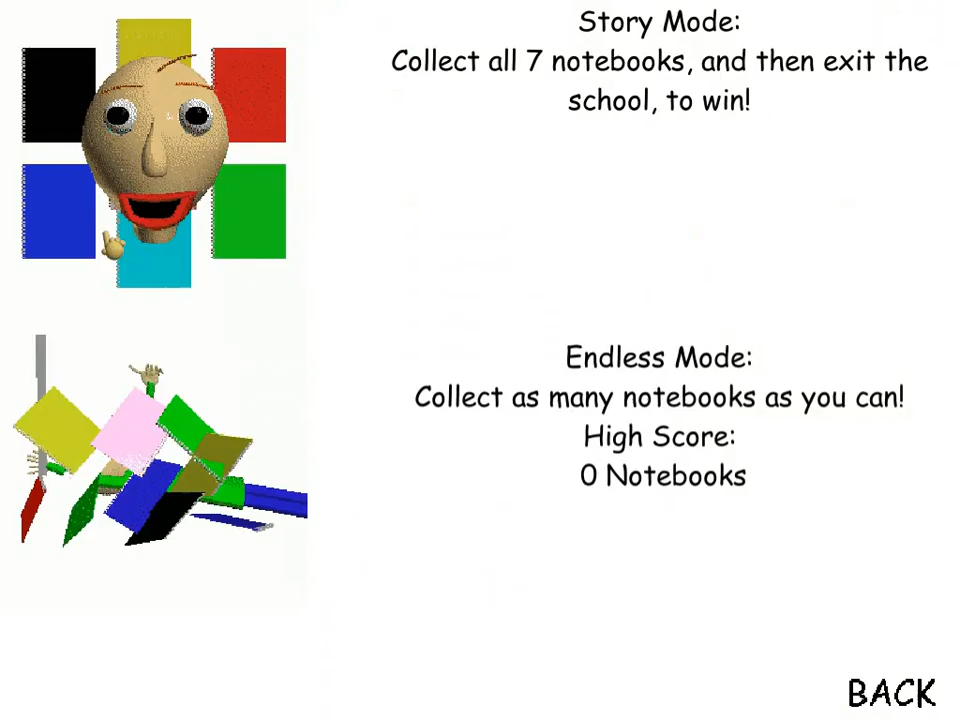 Story Mode:
Collect all 7 notebooks, and then exit the
school, to win!
Endless Mode:
Collect as many notebooks as you can!
High Score:
0 Notebooks
BACK